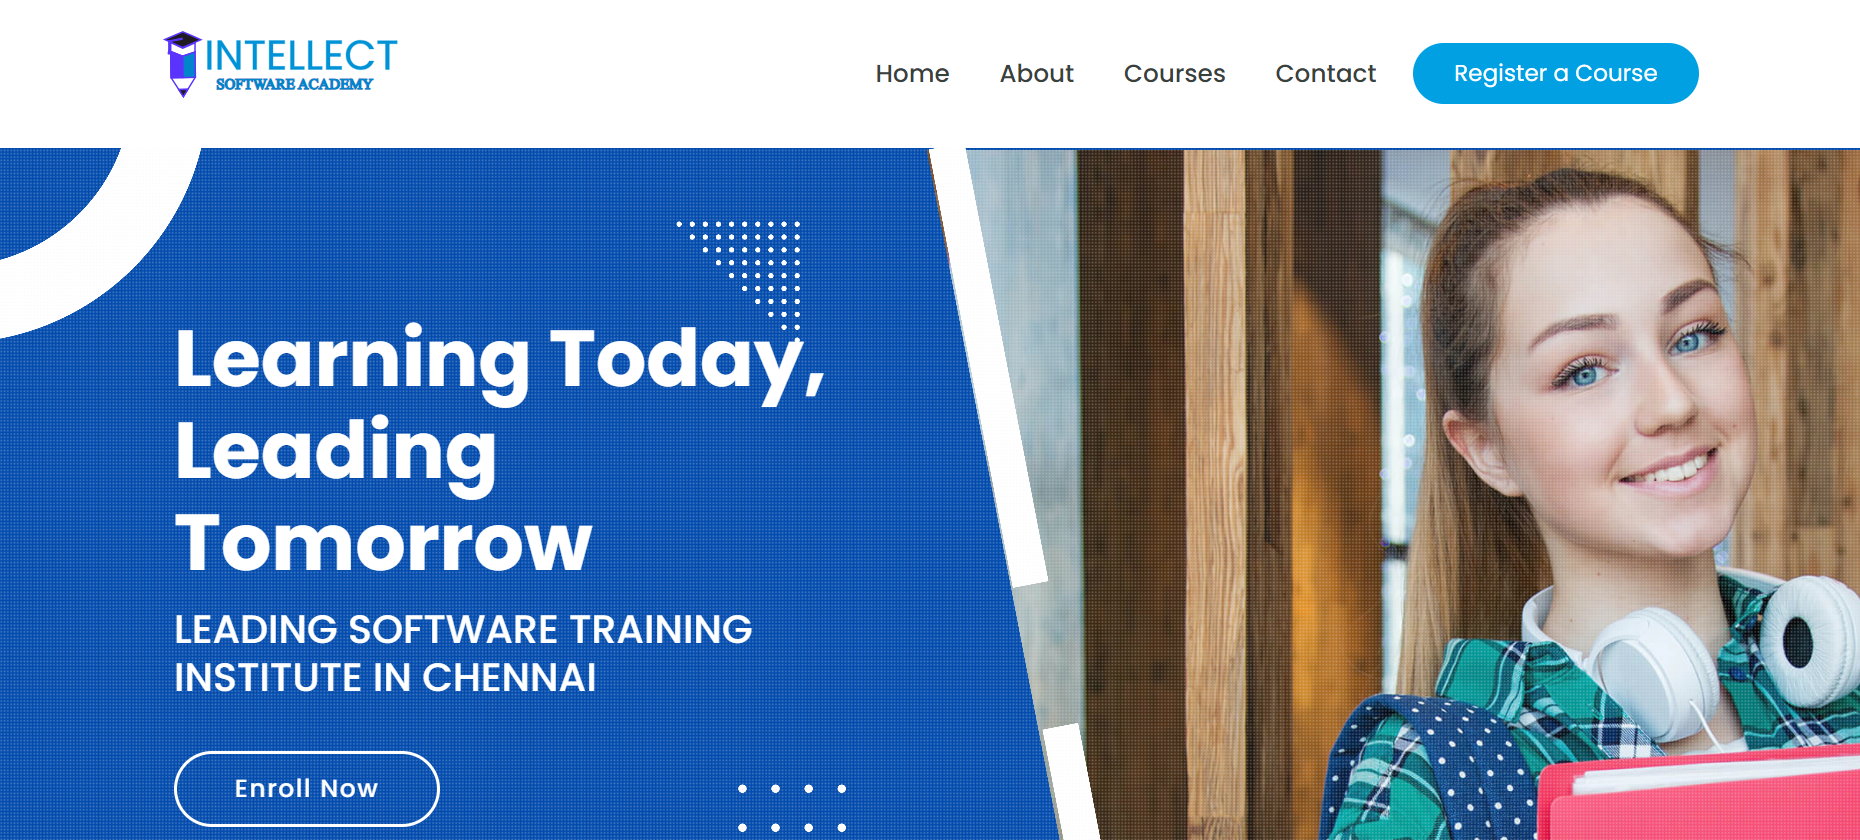 INTELLECT
SOFTWARE ACADEMY
Home About Courses Contact Register a Course
Learning Today,
Leading
Tomorrow
LEADING SOFTWARE TRAINING
INSTITUTE IN CHENNAI
Enroll Now